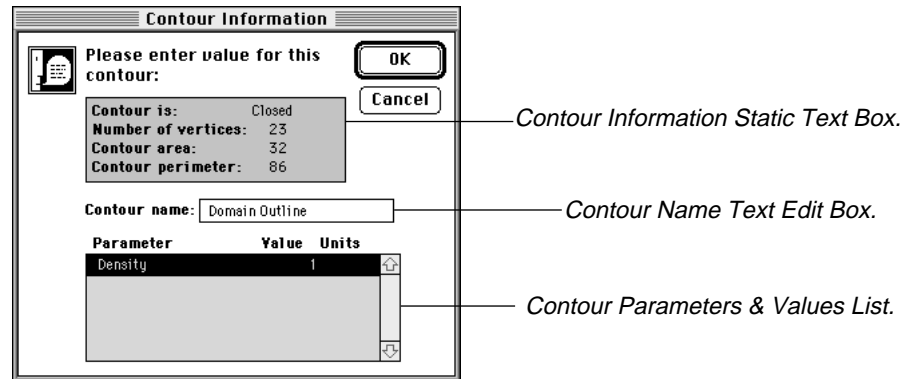 Contour Information
Please enter value for this
contour:
OK
Cancel
Contour is: Closed
Number of vertices: 23
Contour area: 32
Contour perimeter: 86
Contour Information Static Text Box.
Contour name: Domain Outline
Contour Name Text Edit Box.
Parameter Value Units
Density 1
Contour Parameters & Values List.